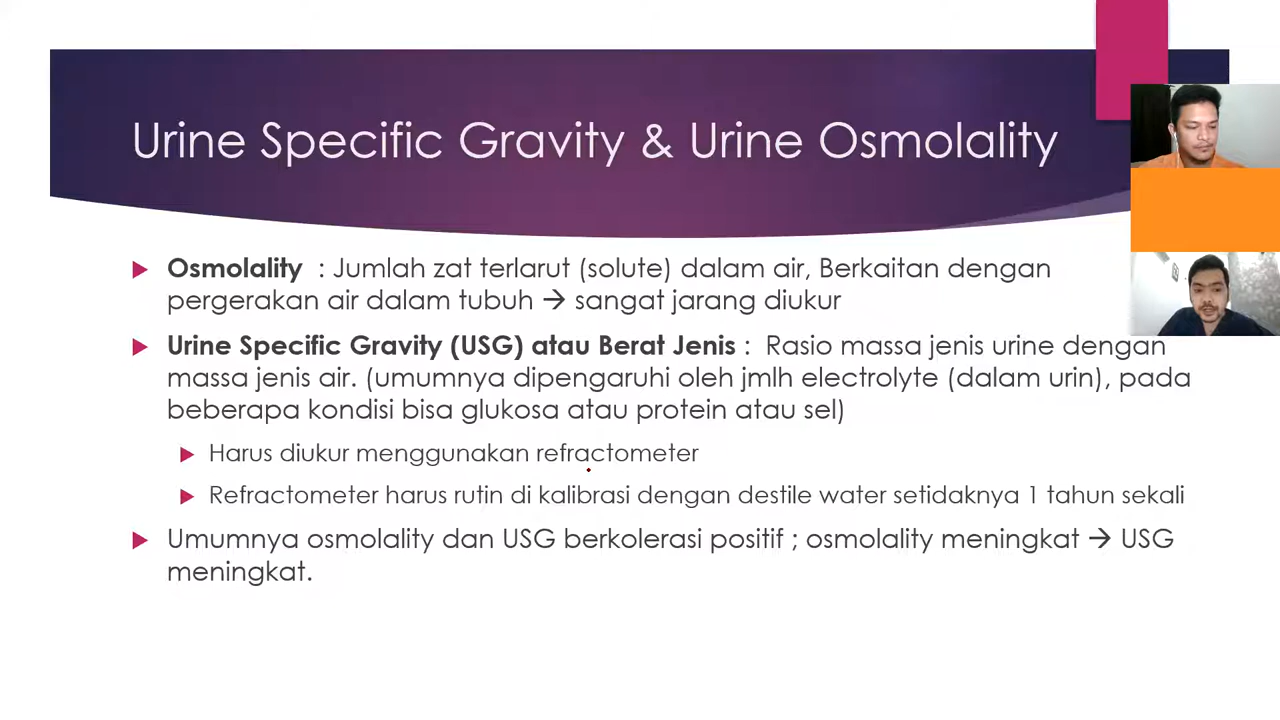 Urine Specific Gravity & Urine Osmolality
Osmolality : Jumlah zat terlarut (solute) dalam air, Berkaitan dengan
pergerakan air dalam tubuh → sangat jarang diukur
Urine Specific Gravity (USG) atau Berat Jenis : Rasio massa jenis urine dengan
massa jenis air. (umumnya dipengaruhi oleh jmlh electrolyte (dalam urin), pada
beberapa kondisi bisa glukosa atau protein atau sel)
Harus diukur menggunakan refractometer
Refractometer harus rutin di kalibrasi dengan destile water setidaknya 1 tahun sekali
Umumnya osmolality dan USG berkolerasi positif ; osmolality meningkat → USG
meningkat.